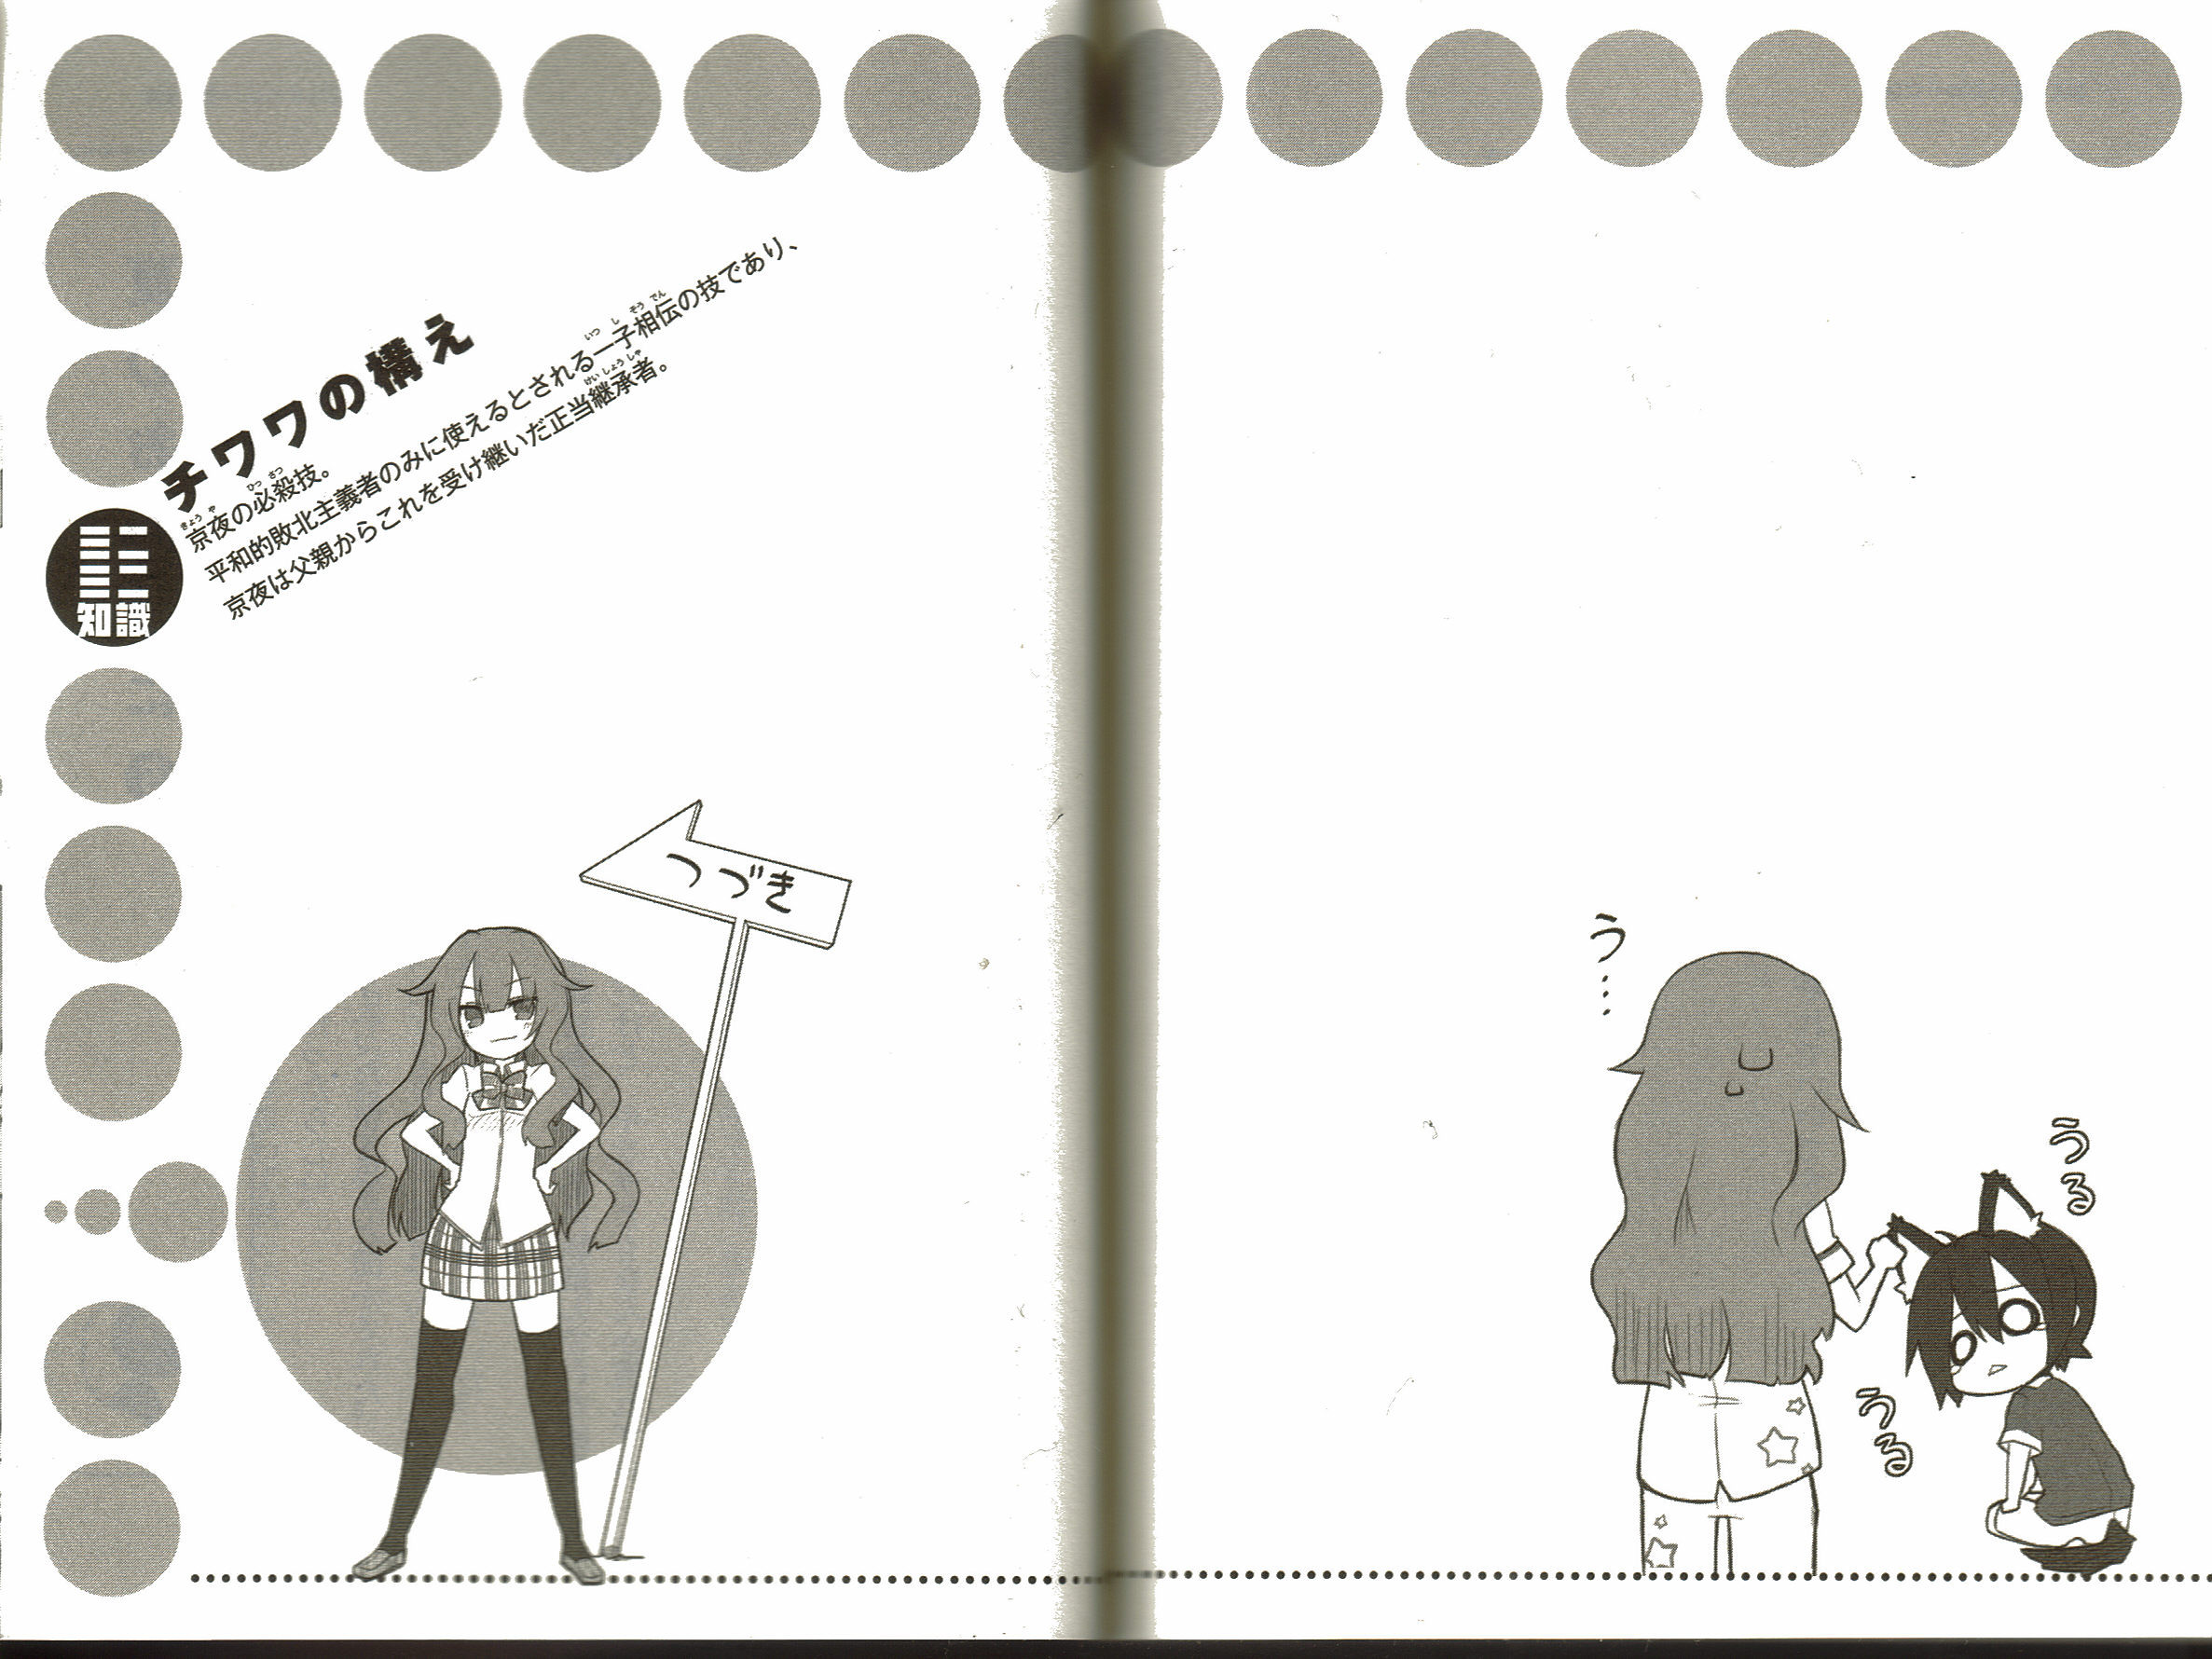 う…
うる
うる
チワワの構え
京夜の必殺技。
平和的敗北主義者のみに使えるとされる一子相伝の技であり、
京夜は父親からこれを受け継いだ正当継承者。
ミニ
知識
つづき